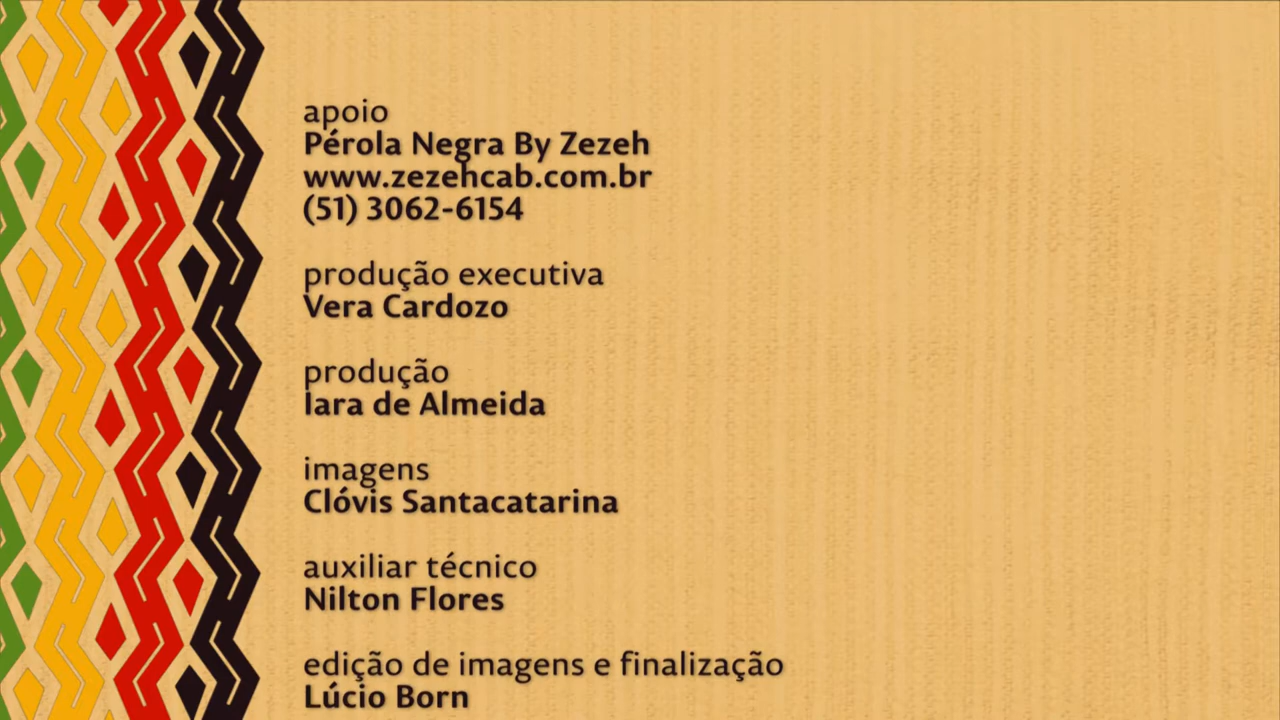 apoio
Pérola Negra By Zezeh
www.zezehcab.com.br
(51) 3062-6154
produção executiva
Vera Cardozo
produção
Iara de Almeida
imagens
Clóvis Santacatarina
auxiliar técnico
Nilton Flores
edição de imagens e finalização
Lúcio Born